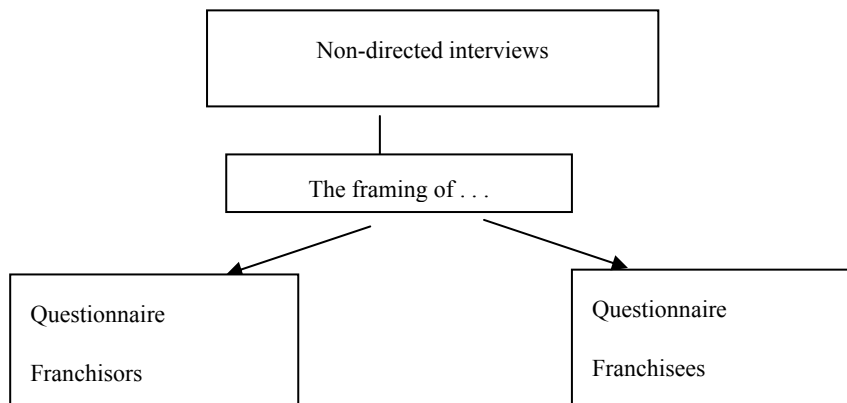 Non-directed interviews
The framing of . . .
Questionnaire
Franchisors
Questionnaire
Franchisees